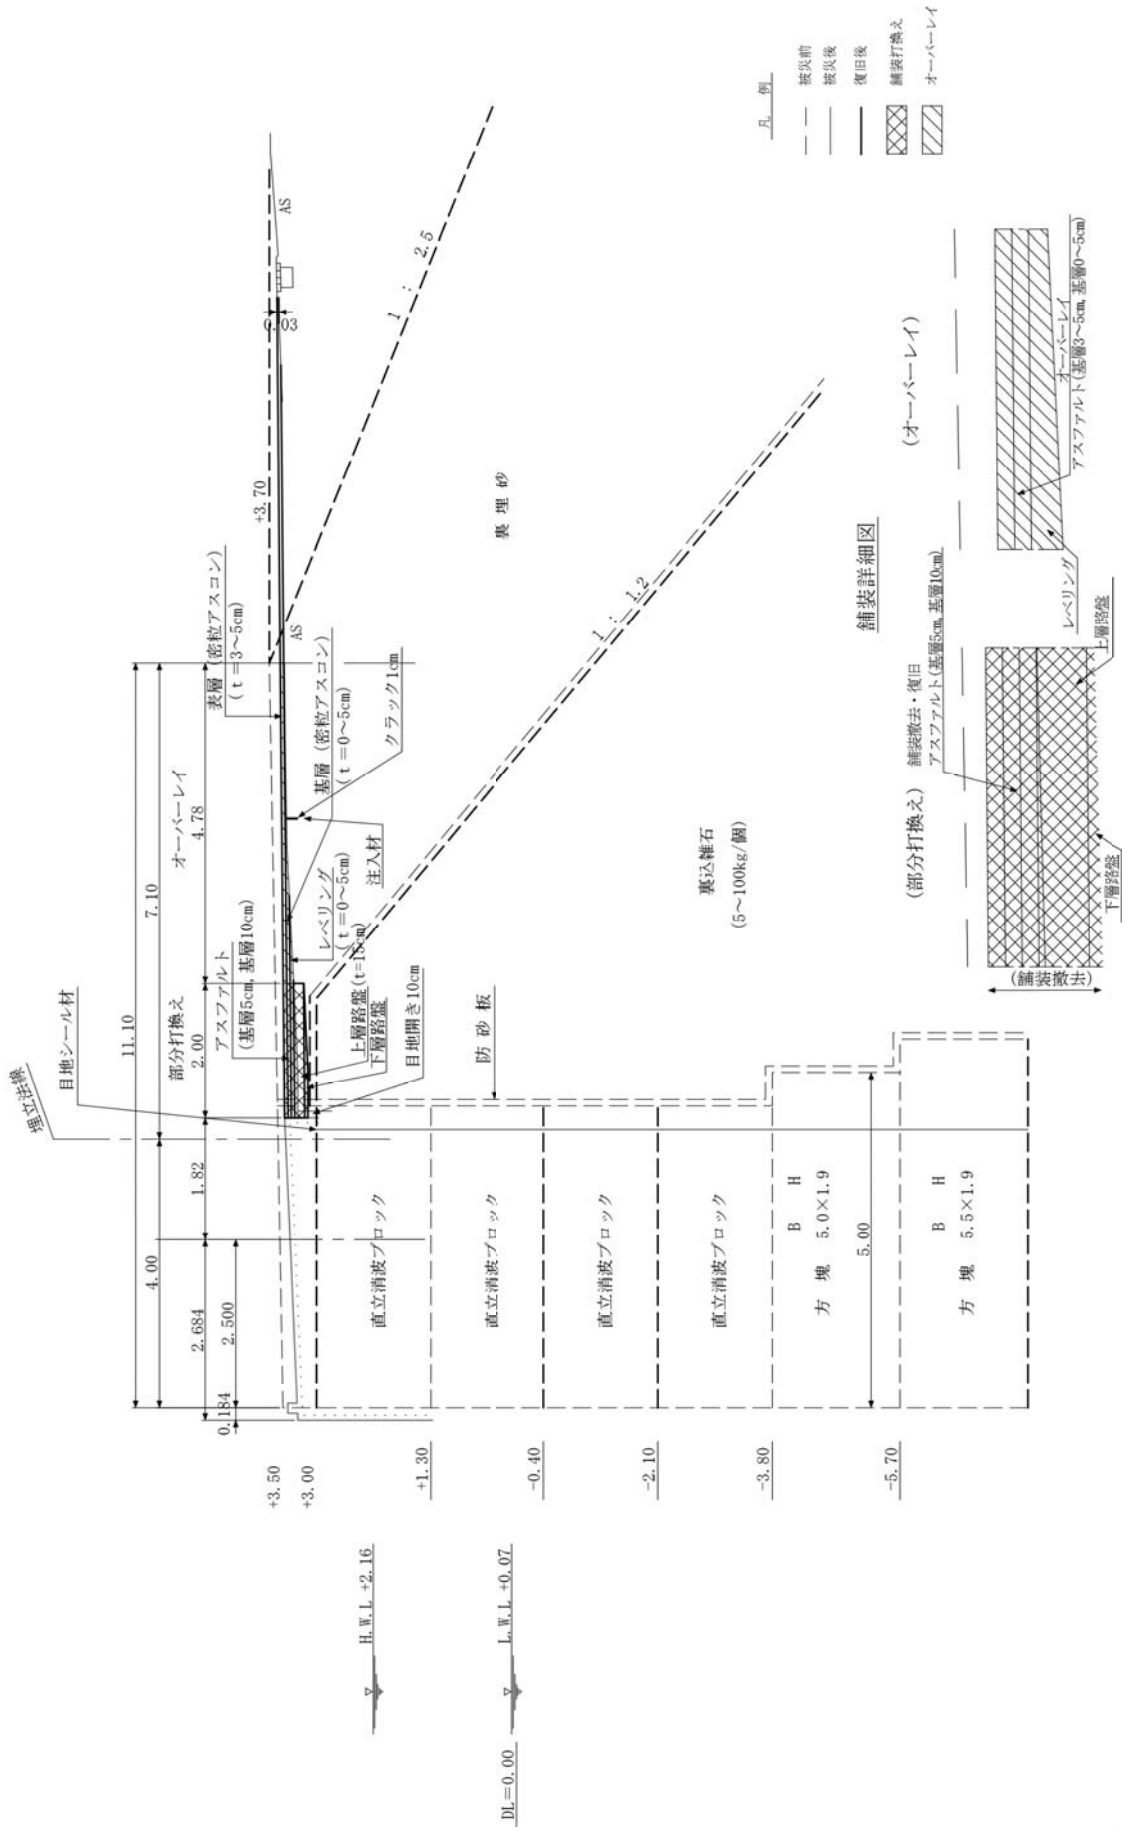 埋立法線
11.10
4.00
7.10
目地シール材
0.184
2.684
1.82
部分打換え
2.00
オーバーレイ
4.78
2.500
アスファルト
(基層5cm, 基層10cm)
表層 (密粒アスコン)
(t=3~5cm)
+3.70
+3.50
+3.00
AS
AS
0.03
上層路盤(t=15cm)
下層路盤
レベリング
(t=0~5cm)
基層 (密粒アスコン)
(t=0~5cm)
注入材
クラック1cm
目地開き10cm
H.W.L +2.16
+1.30
直立消波ブロック
防砂板
1 : 2.5
裏埋砂
L.W.L +0.07
DL=0.00
-0.40
直立消波ブロック
1 : 1.2
-2.10
直立消波ブロック
裏込雑石
(5~100kg/個)
-3.80
直立消波ブロック
B H
方塊 5.0×1.9
5.00
-5.70
B H
方塊 5.5×1.9
舗装詳細図
(部分打換え)
舗装撤去・復旧
アスファルト(基層5cm, 基層10cm)
(舗装撤去)
上層路盤
下層路盤
(オーバーレイ)
レベリング
オーバーレイ
アスファルト(基層3~5cm, 基層0~5cm)
凡例
被災前
被災後
復旧後
舗装打換え
オーバーレイ